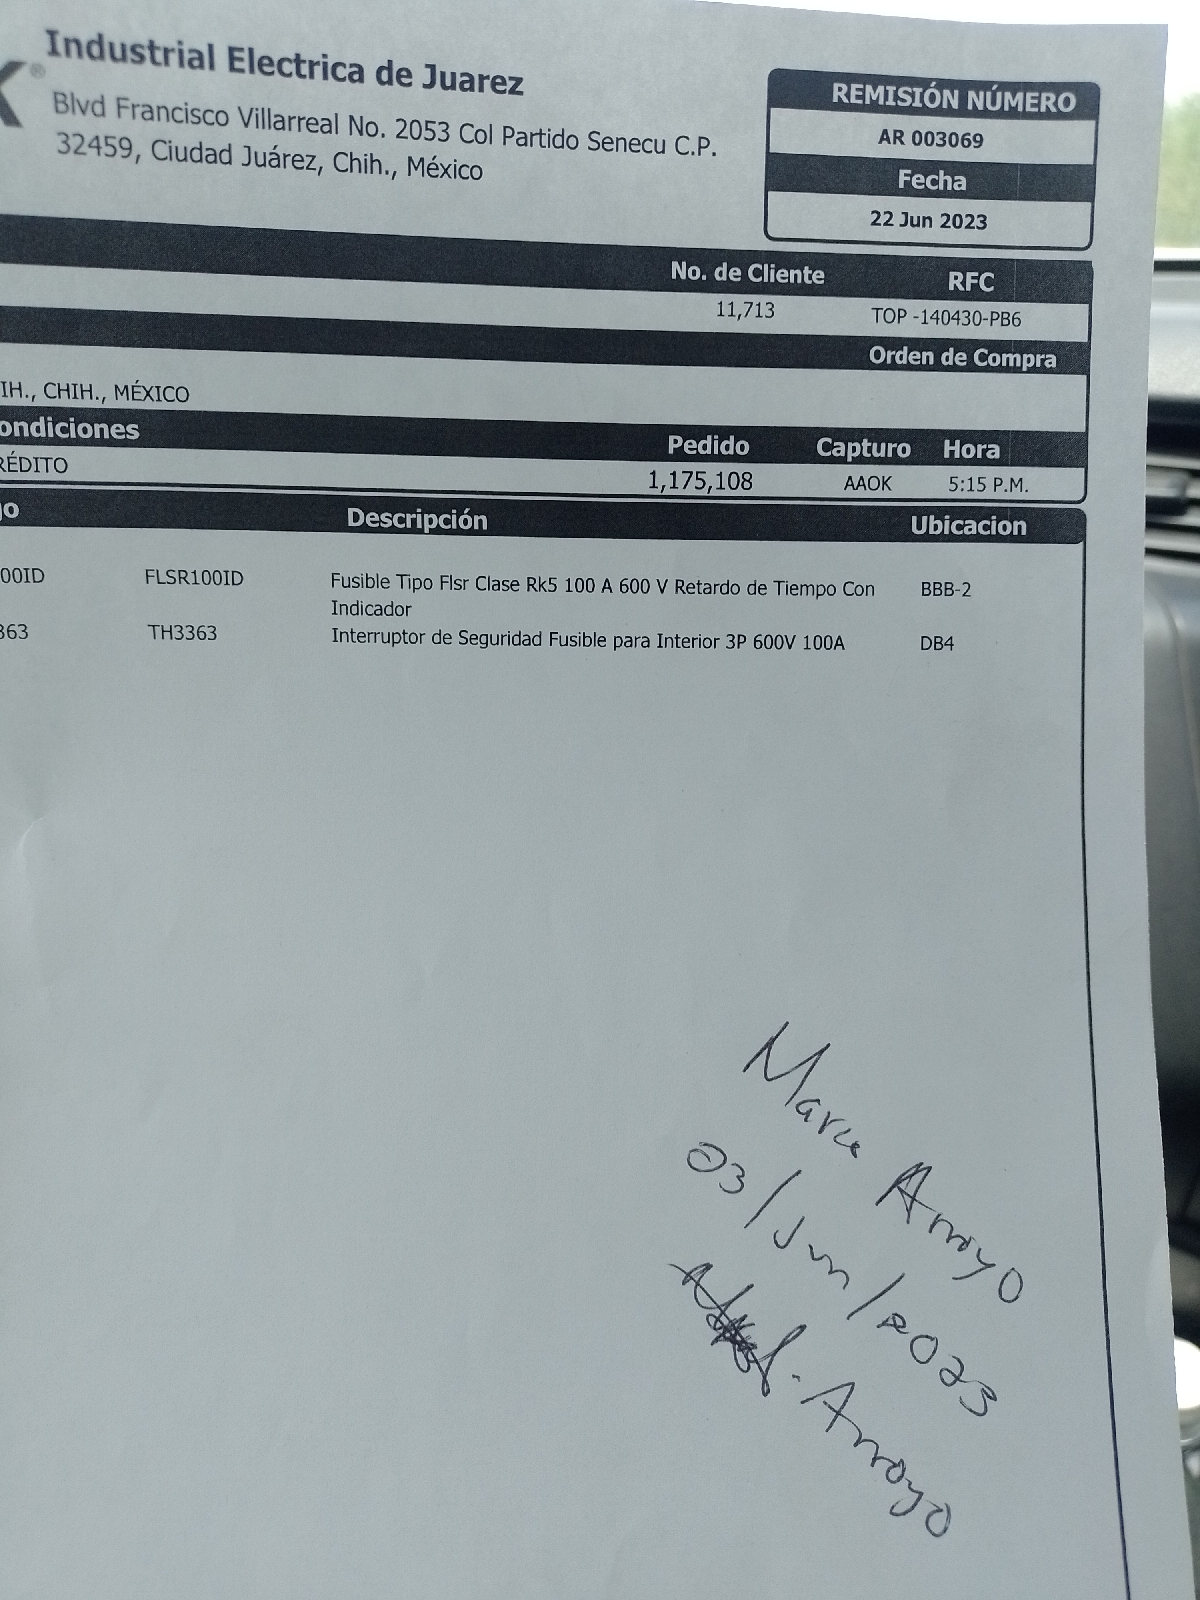 Industrial Electrica de Juarez
Blvd Francisco Villarreal No. 2053 Col Partido Senecu C.P.
32459, Ciudad Juárez, Chih., México
REMISIÓN NÚMERO
AR 003069
Fecha
22 Jun 2023
No. de Cliente RFC
11,713 TOP -140430-PB6
Orden de Compra
IH., CHIH., MÉXICO
ondiciones Pedido Capturo Hora
RÉDITO 1,175,108 AAOK 5:15 P.M.
go Descripción Ubicacion
00ID FLSR100ID Fusible Tipo Flsr Clase Rk5 100 A 600 V Retardo de Tiempo Con BBB-2
Indicador
363 TH3363 Interruptor de Seguridad Fusible para Interior 3P 600V 100A DB4
Marco Arroyo
23/Jun/2023
Arroyo